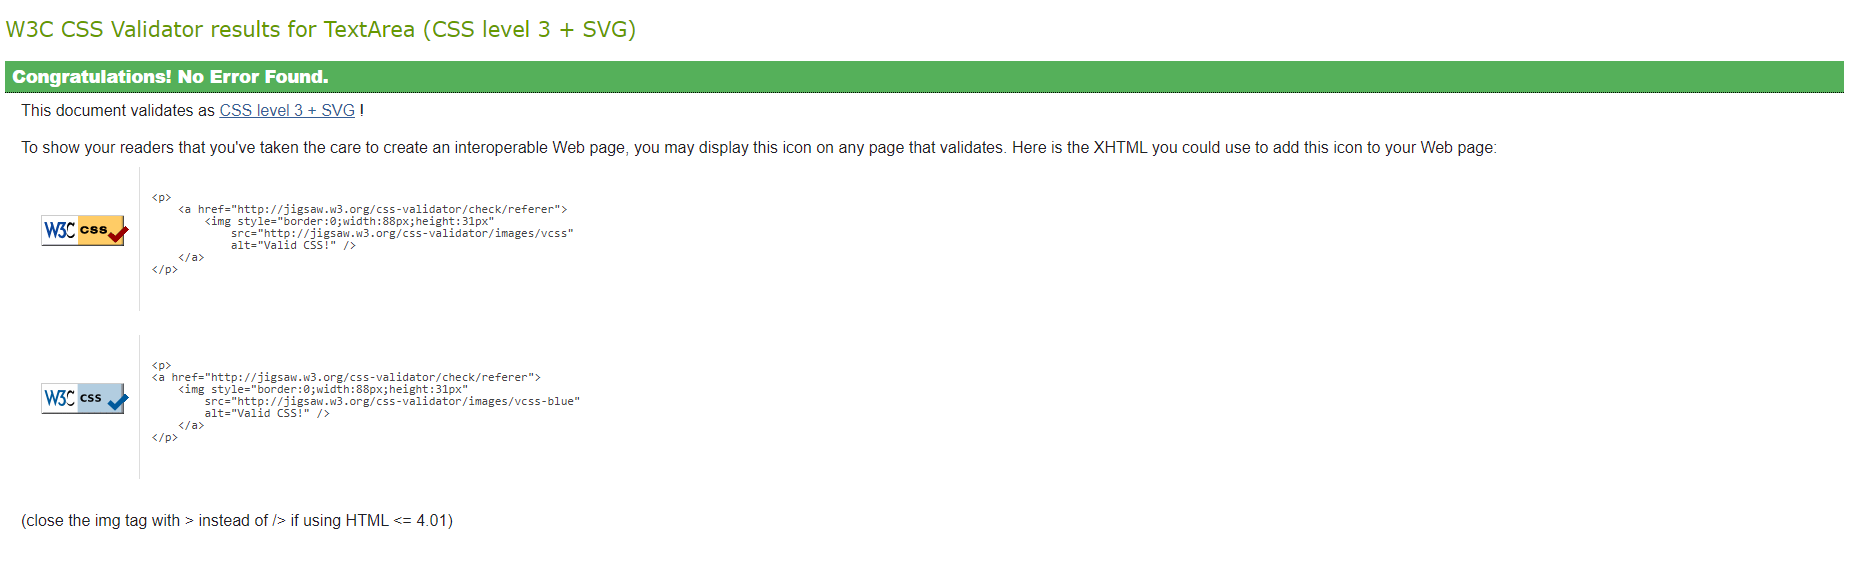 W3C CSS Validator results for TextArea (CSS level 3 + SVG)
Congratulations! No Error Found.
This document validates as CSS level 3 + SVG !
To show your readers that you've taken the care to create an interoperable Web page, you may display this icon on any page that validates. Here is the XHTML you could use to add this icon to your Web page:
W3C css
<p>
    <a href="http://jigsaw.w3.org/css-validator/check/referer">
        <img style="border:0;width:88px;height:31px"
            src="http://jigsaw.w3.org/css-validator/images/vcss"
            alt="Valid CSS!" />
    </a>
</p>
W3C css
<p>
<a href="http://jigsaw.w3.org/css-validator/check/referer">
    <img style="border:0;width:88px;height:31px"
        src="http://jigsaw.w3.org/css-validator/images/vcss-blue"
        alt="Valid CSS!" />
    </a>
</p>
(close the img tag with > instead of /> if using HTML <= 4.01)